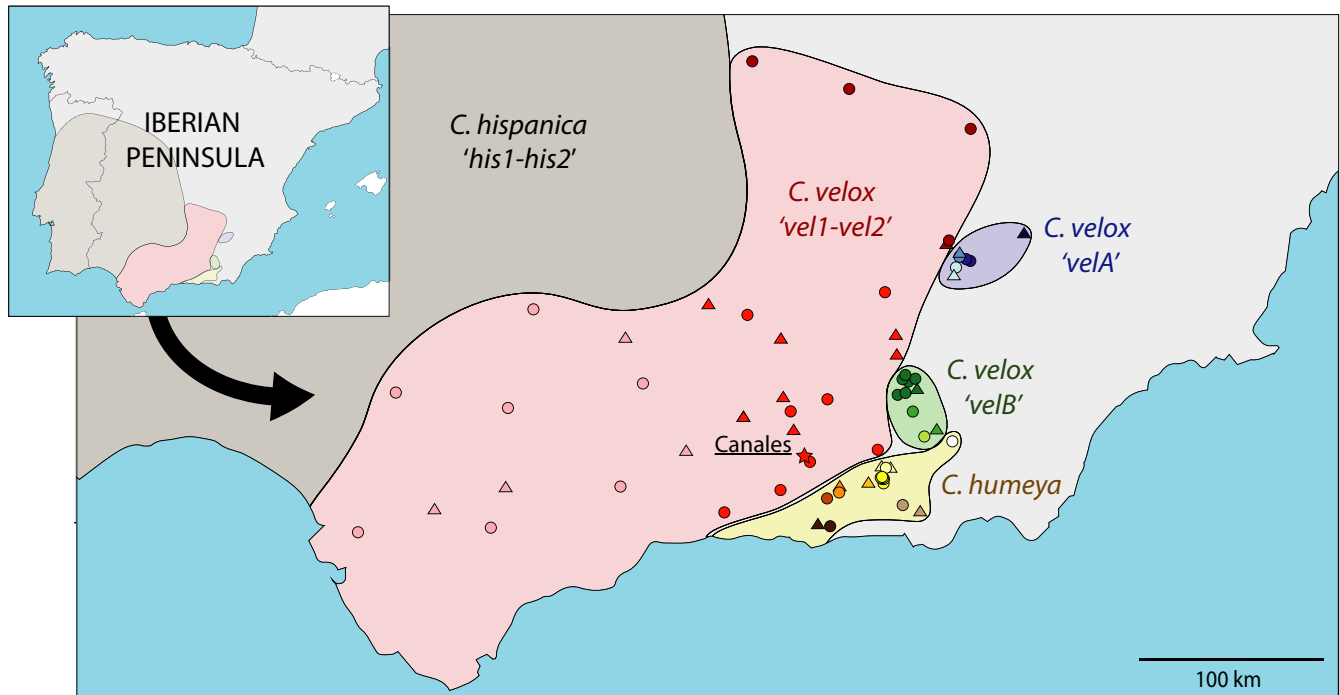 IBERIAN
PENINSULA
C. hispanica
‘his1-his2’
C. velox
‘vel1-vel2’
C. velox
‘velA’
C. velox
‘velB’
Canales
C. humeya
100 km